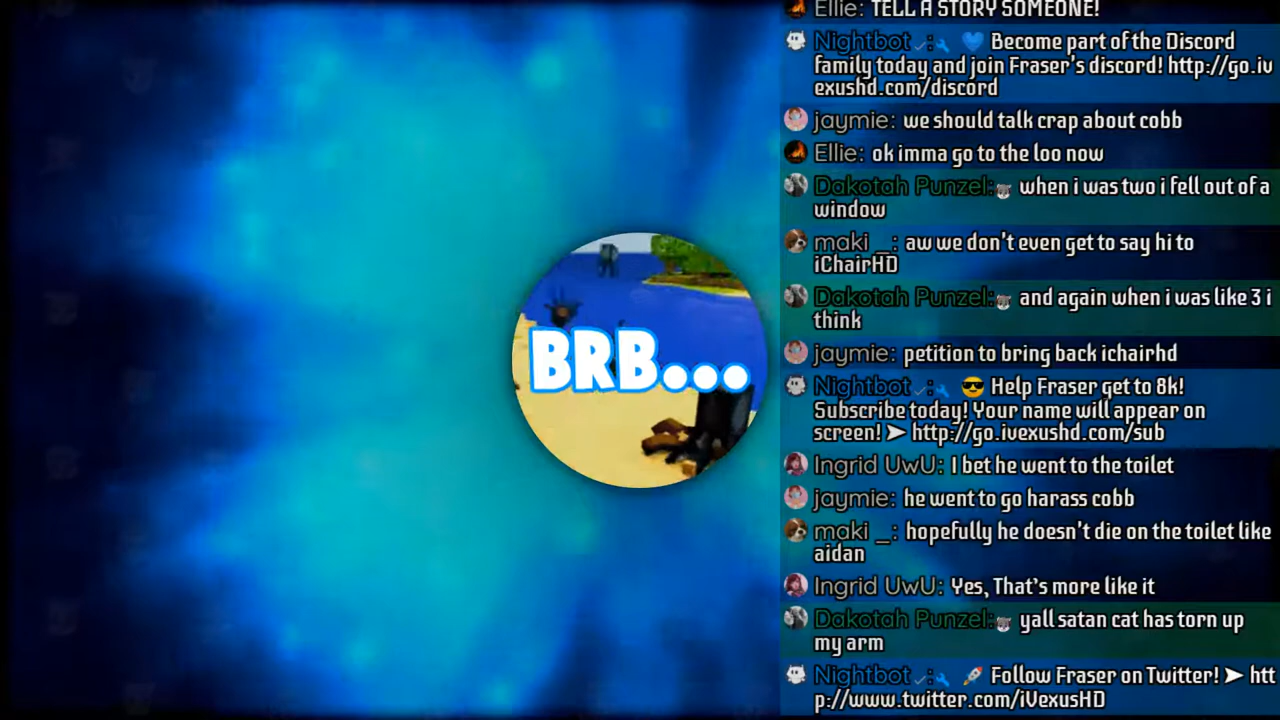 Ellie: TELL A STORY SOMEONE!
Nightbot ✓: 🔧 💙 Become part of the Discord
family today and join Fraser's discord! http://go.iv
exushd.com/discord
jaymie: we should talk crap about cobb
Ellie: ok imma go to the loo now
Dakotah Punzel: when i was two i fell out of a
window
maki _: aw we don't even get to say hi to
iChairHD
Dakotah Punzel: and again when i was like 3 i
think
jaymie: petition to bring back ichairhd
Nightbot ✓: 🔧 😎 Help Fraser get to 8k!
Subscribe today! Your name will appear on
screen! ➤ http://go.ivexushd.com/sub
Ingrid UwU: I bet he went to the toilet
jaymie: he went to go harass cobb
maki _: hopefully he doesn't die on the toilet like
aidan
Ingrid UwU: Yes, That's more like it
Dakotah Punzel: yall satan cat has torn up
my arm
Nightbot ✓: 🔧 🚀 Follow Fraser on Twitter! ➤ htt
p://www.twitter.com/iVexusHD
BRB...